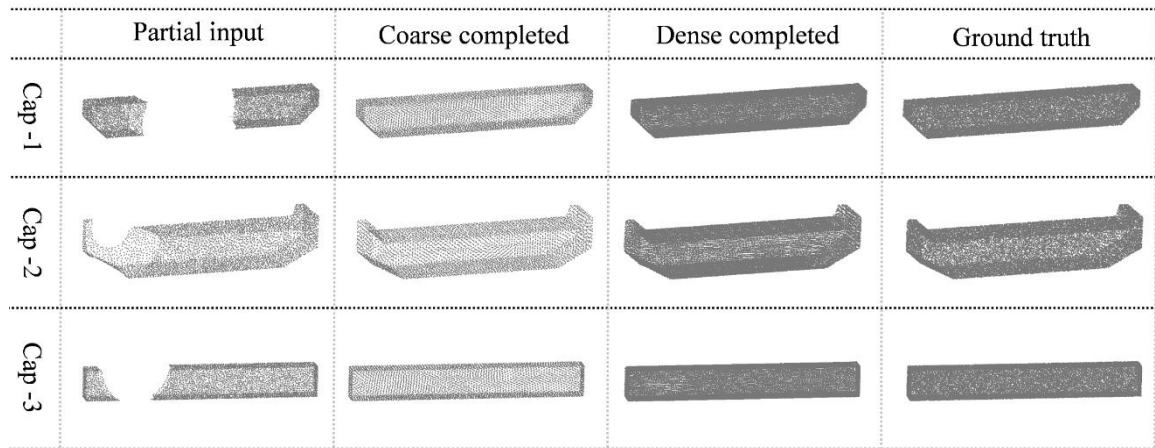 Partial input
Coarse completed
Dense completed
Ground truth
Cap -1
Cap -2
Cap -3